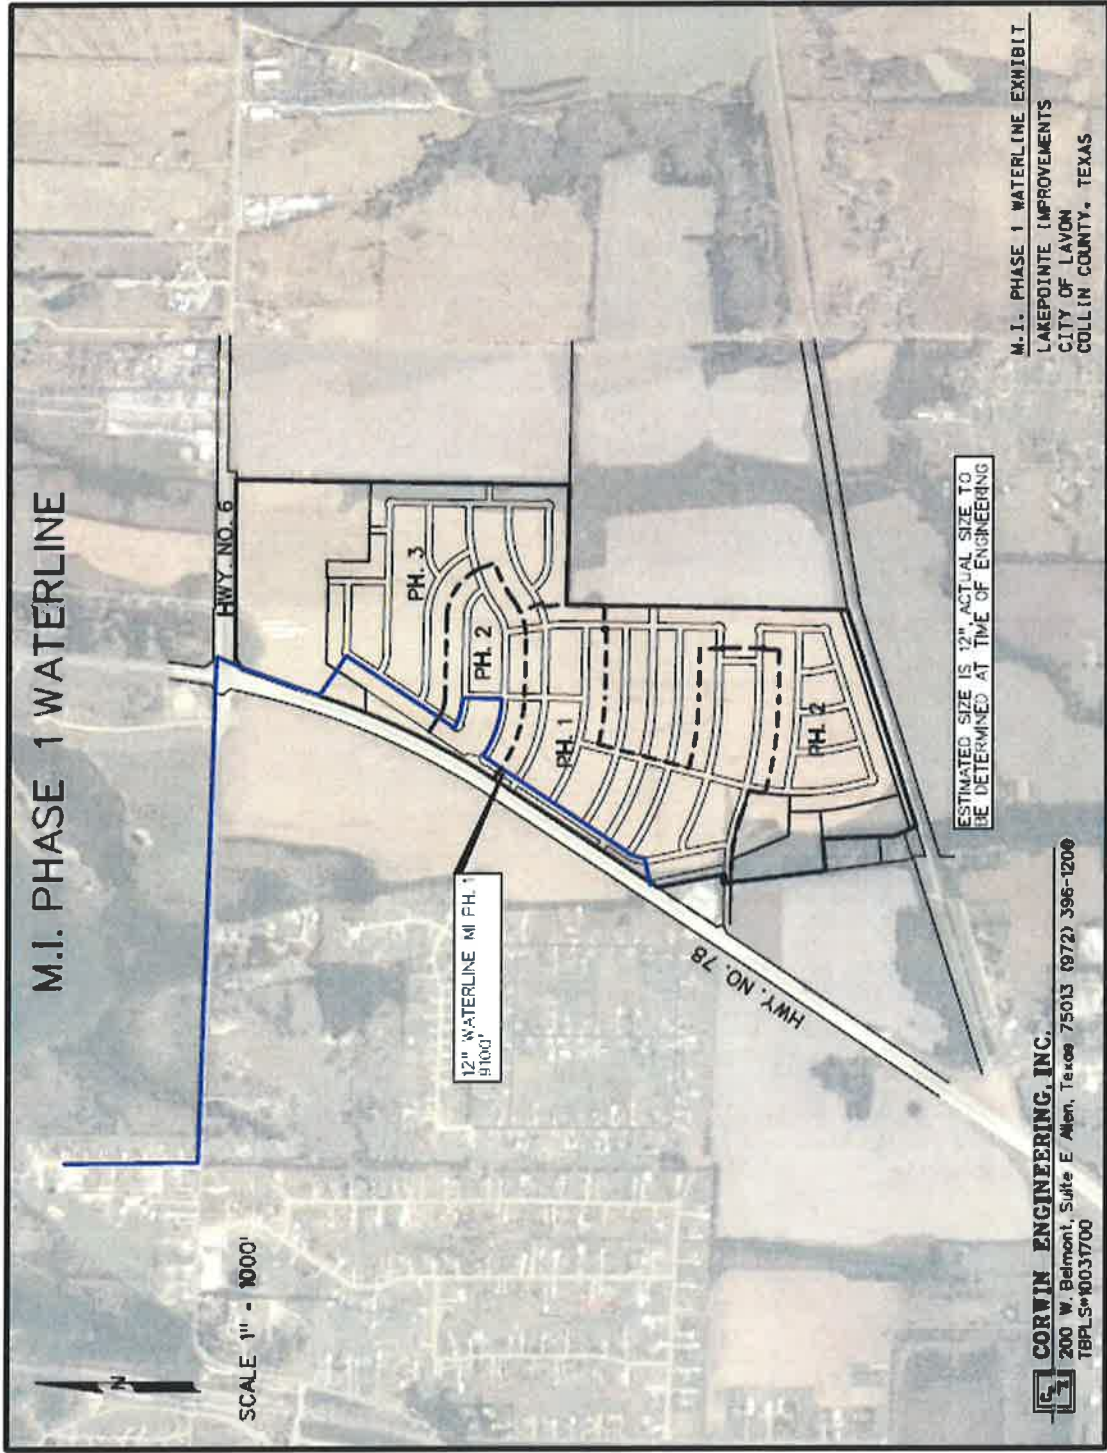 M.I. PHASE 1 WATERLINE
N
SCALE 1" - 1000'
HWY. NO. 6
PH. 3
PH. 2
PH. 1
PH. 2
12" WATERLINE MI PH. 1
9100'
HWY. NO. 78
ESTIMATED SIZE IS 12", ACTUAL SIZE TO
BE DETERMINED AT TIME OF ENGINEERING
CORWIN ENGINEERING, INC.
200 W. Belmont, Suite E Allen, Texas 75013 (972) 396-1200
TBPLS#10031700
M.I. PHASE 1 WATERLINE EXHIBIT
LAKEPOINTE IMPROVEMENTS
CITY OF LAVON
COLLIN COUNTY, TEXAS